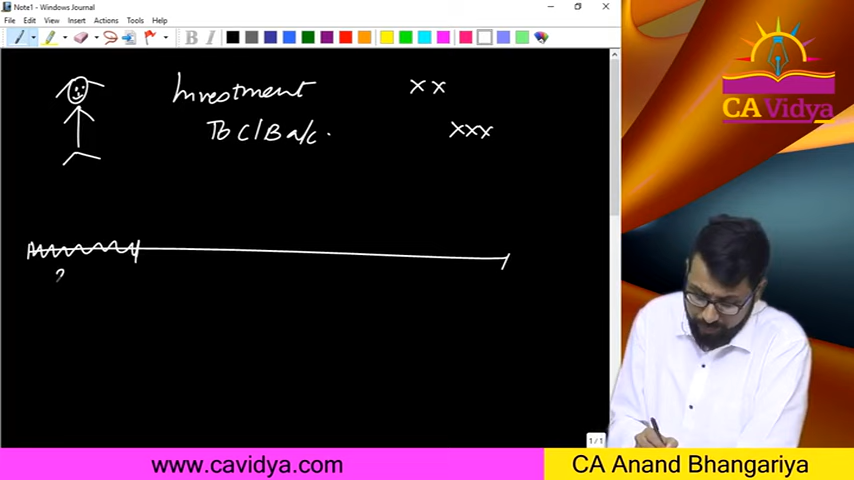 Note1 - Windows Journal
File Edit View Insert Actions Tools Help
B I
Investment xx
To C/B a/c. xxx
1/1
CA Vidya
www.cavidya.com
CA Anand Bhangariya